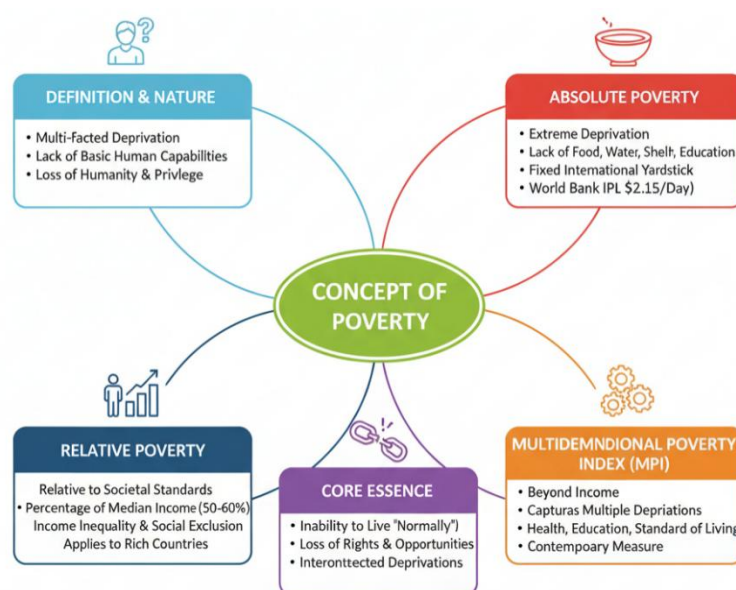 DEFINITION & NATURE
• Multi-Facted Deprivation
• Lack of Basic Human Capabilities
• Loss of Humanity & Privlege
ABSOLUTE POVERTY
• Extreme Deprivation
• Lack of Food, Water, Shelt, Education
• Fixed International Yardstick
• World Bank IPL $2.15/Day)
CONCEPT OF
POVERTY
RELATIVE POVERTY
Relative to Societal Standards
• Percentage of Median Income (50-60%)
Income Inequality & Social Exclusion
Applies to Rich Countries
CORE ESSENCE
• Inability to Live "Normally")
• Loss of Rights & Opportunities
• Interonttected Deprivations
MULTIDEMNDIONAL POVERTY
INDEX (MPI)
• Beyond Income
• Capturas Multiple Depriations
• Health, Education, Standard of Living
• Contempoary Measure